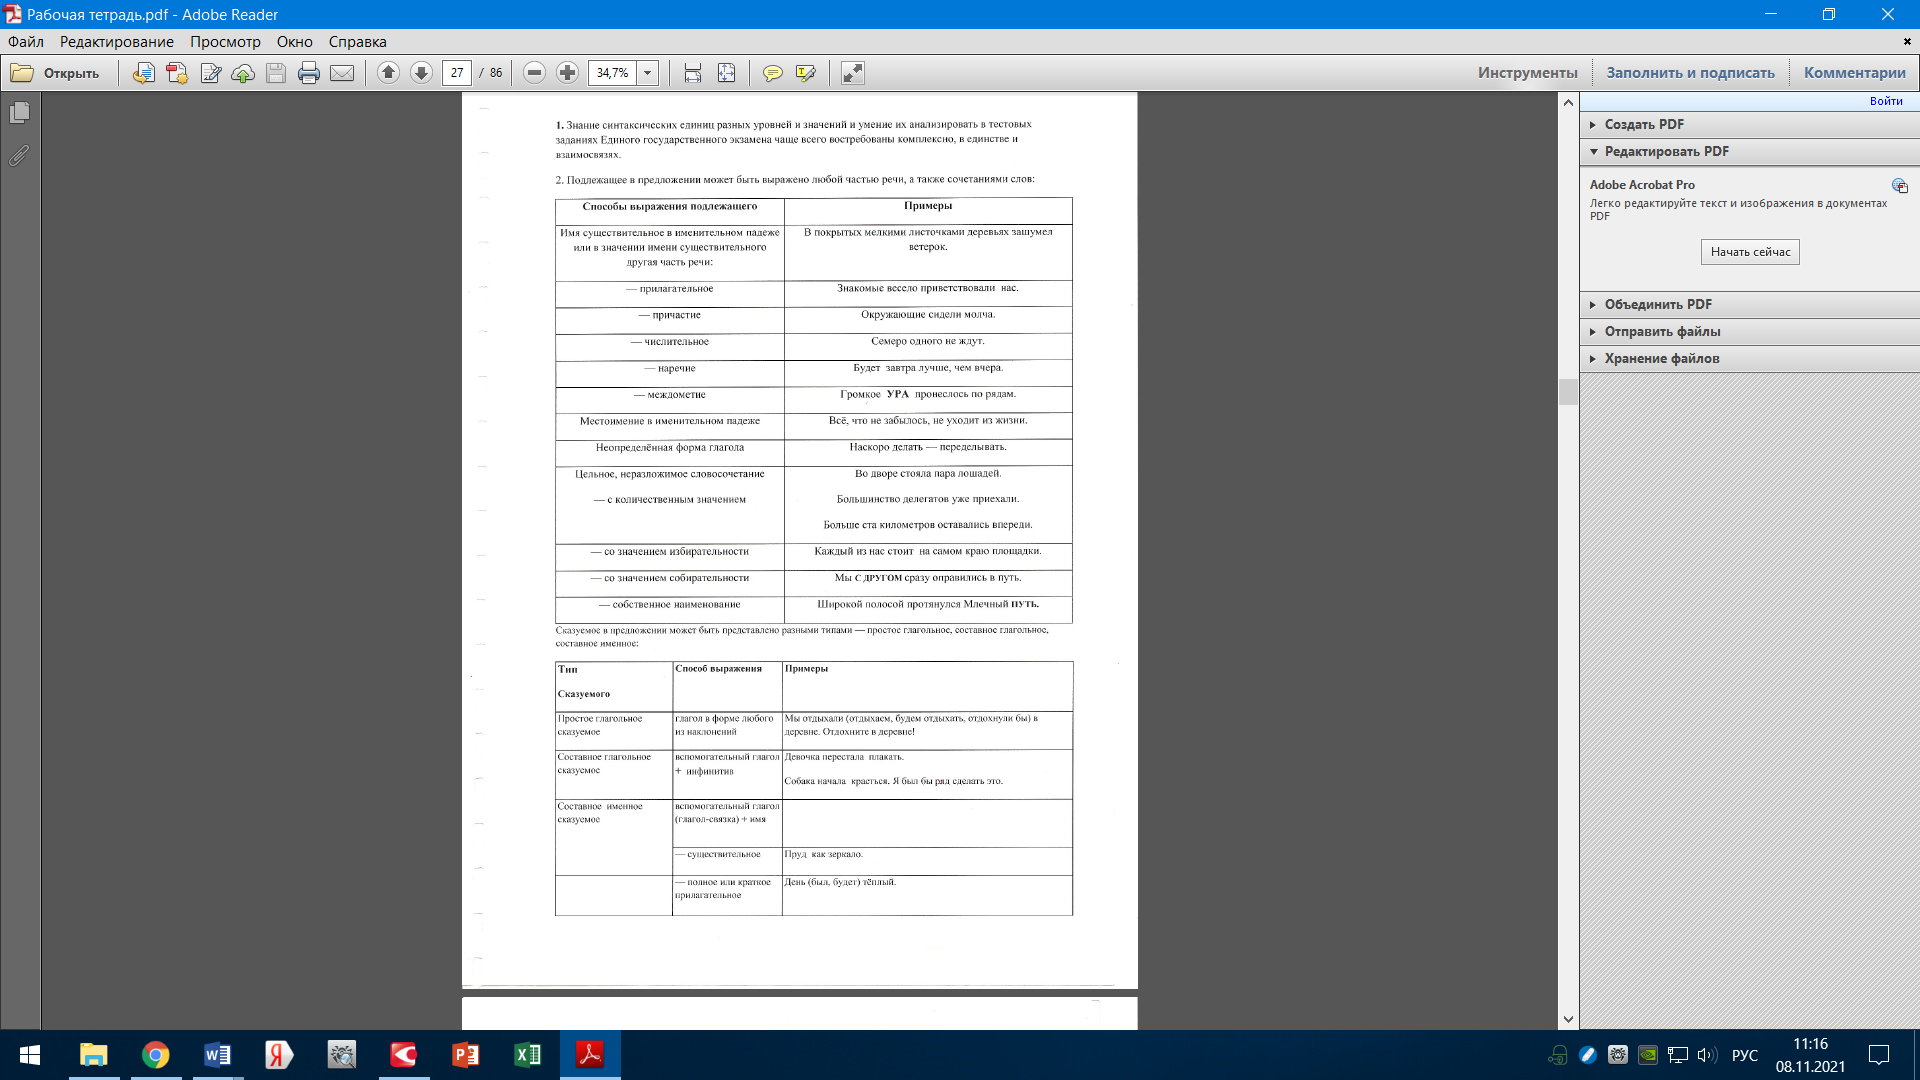 Рабочая тетрадь.pdf - Adobe Reader
Файл Редактирование Просмотр Окно Справка
Открыть 27 / 86 34,7% Инструменты Заполнить и подписать Комментарии
Войти
Создать PDF
Редактировать PDF
Adobe Acrobat Pro
Легко редактируйте текст и изображения в документах
PDF
Начать сейчас
Объединить PDF
Отправить файлы
Хранение файлов
1. Знание синтаксических единиц разных уровней и значений и умение их анализировать в тестовых
заданиях Единого государственного экзамена чаще всего востребованы комплексно, в единстве и
взаимосвязях.
2. Подлежащее в предложении может быть выражено любой частью речи, а также сочетаниями слов:
Способы выражения подлежащего Примеры
Имя существительное в именительном падеже В покрытых мелкими листочками деревьях зашумел
или в значении имени существительного ветерок.
другая часть речи:
— прилагательное Знакомые весело приветствовали нас.
— причастие Окружающие сидели молча.
— числительное Семеро одного не ждут.
— наречие Будет завтра лучше, чем вчера.
— междометие Громкое УРА пронеслось по рядам.
Местоимение в именительном падеже Всё, что не забылось, не уходит из жизни.
Неопределённая форма глагола Наскоро делать — переделывать.
Цельное, неразложимое словосочетание Во дворе стояла пара лошадей.
— с количественным значением Большинство делегатов уже приехали.
Больше ста километров оставались впереди.
— со значением избирательности Каждый из нас стоит на самом краю площадки.
— со значением собирательности Мы С ДРУГОМ сразу оправились в путь.
— собственное наименование Широкой полосой протянулся Млечный ПУТЬ.
Сказуемое в предложении может быть представлено разными типами — простое глагольное, составное глагольное,
составное именное:
Тип Способ выражения Примеры
Сказуемого
Простое глагольное глагол в форме любого Мы отдыхали (отдыхаем, будем отдыхать, отдохнули бы) в
сказуемое из наклонений деревне. Отдохните в деревне!
Составное глагольное вспомогательный глагол Девочка перестала плакать.
сказуемое + инфинитив
Собака начала красться. Я был бы ряд сделать это.
Составное именное вспомогательный глагол
сказуемое (глагол-связка) + имя
— существительное Пруд как зеркало.
— полное или краткое День (был, будет) тёплый.
прилагательное
РУС 11:16
08.11.2021